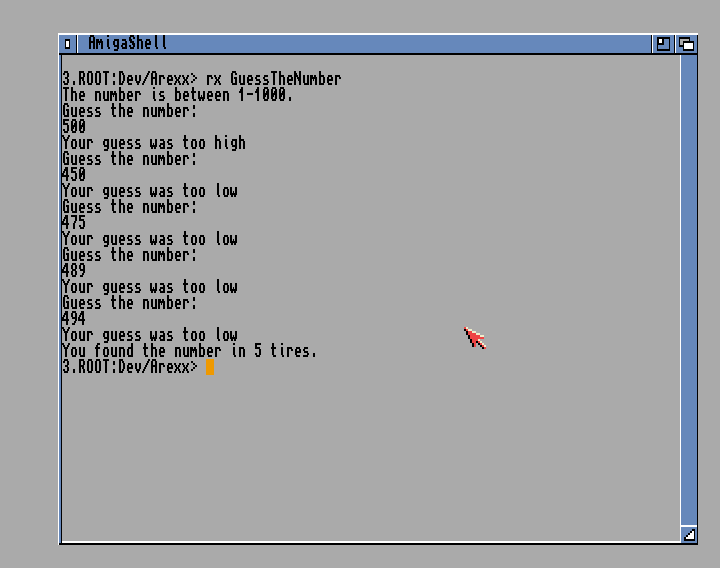 AmigaShell
3.ROOT:Dev/Arexx> rx GuessTheNumber
The number is between 1-1000.
Guess the number:
500
Your guess was too high
Guess the number:
450
Your guess was too low
Guess the number:
475
Your guess was too low
Guess the number:
489
Your guess was too low
Guess the number:
494
Your guess was too low
You found the number in 5 tires.
3.ROOT:Dev/Arexx>